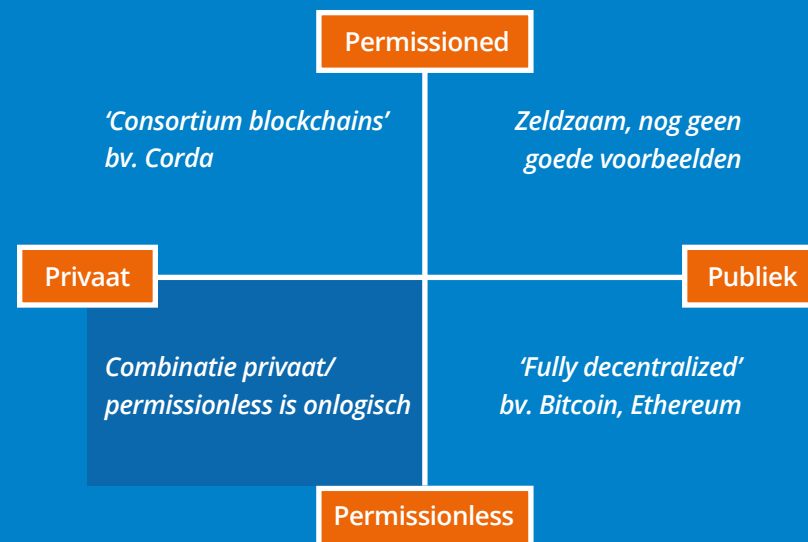 Permissioned
‘Consortium blockchains’
bv. Corda
Zeldzaam, nog geen
goede voorbeelden
Privaat
Publiek
Combinatie privaat/
permissionless is onlogisch
‘Fully decentralized’
bv. Bitcoin, Ethereum
Permissionless